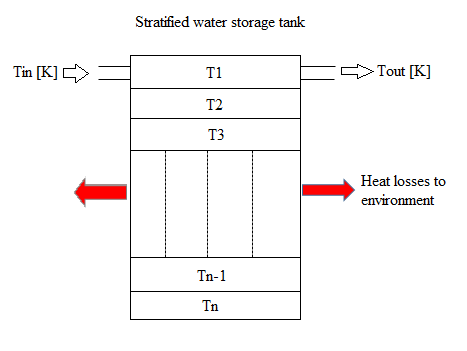 Stratified water storage tank
Tin [K]
T1
Tout [K]
T2
T3
Heat losses to
environment
Tn-1
Tn